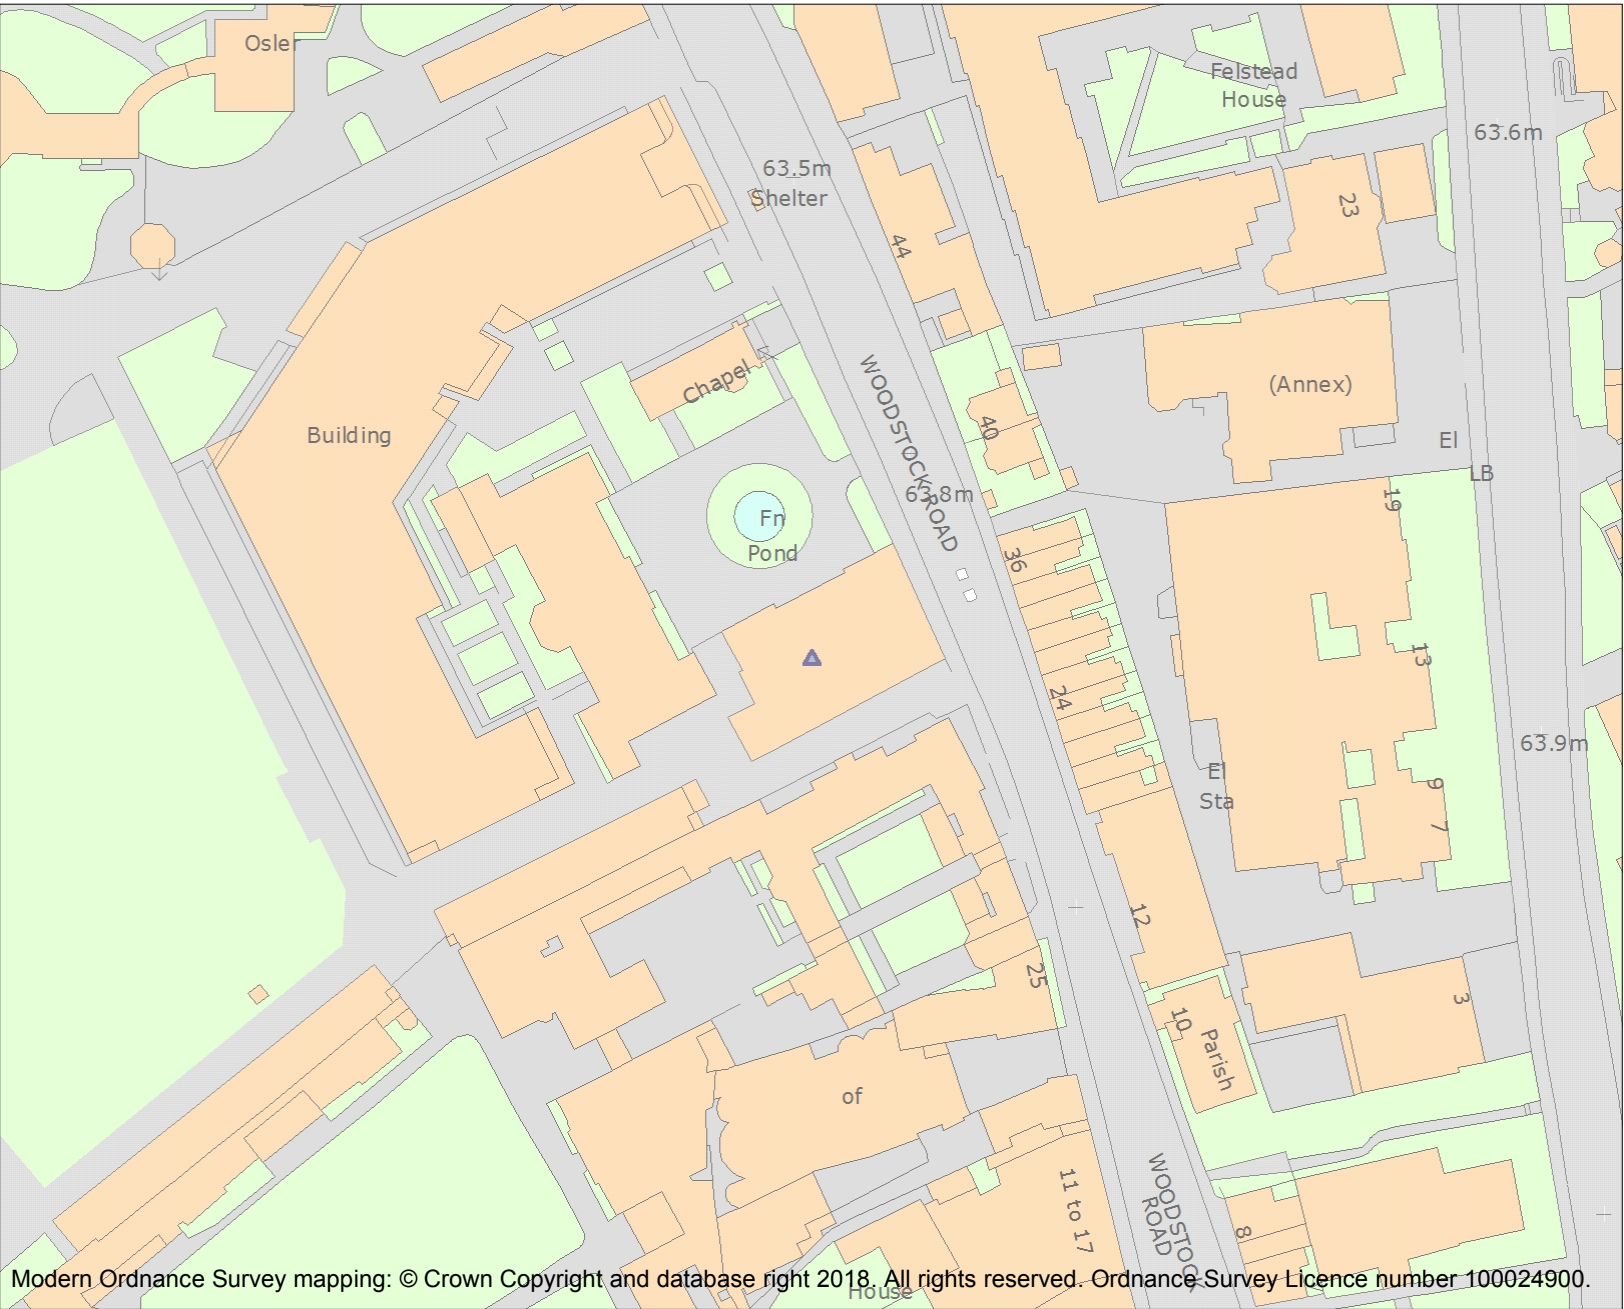 Osler
Felstead
House
63.6m
63.5m
Shelter
23
44
WOODSTOCK ROAD
Chapel
(Annex)
Building
40
El
LB
63.8m
19
Fn
Pond
36
13
24
63.9m
El
Sta
9
7
12
25
10
Parish
3
of
11 to 17
WOODSTOCK
ROAD
8
House
Modern Ordnance Survey mapping: © Crown Copyright and database right 2018. All rights reserved. Ordnance Survey Licence number 100024900.